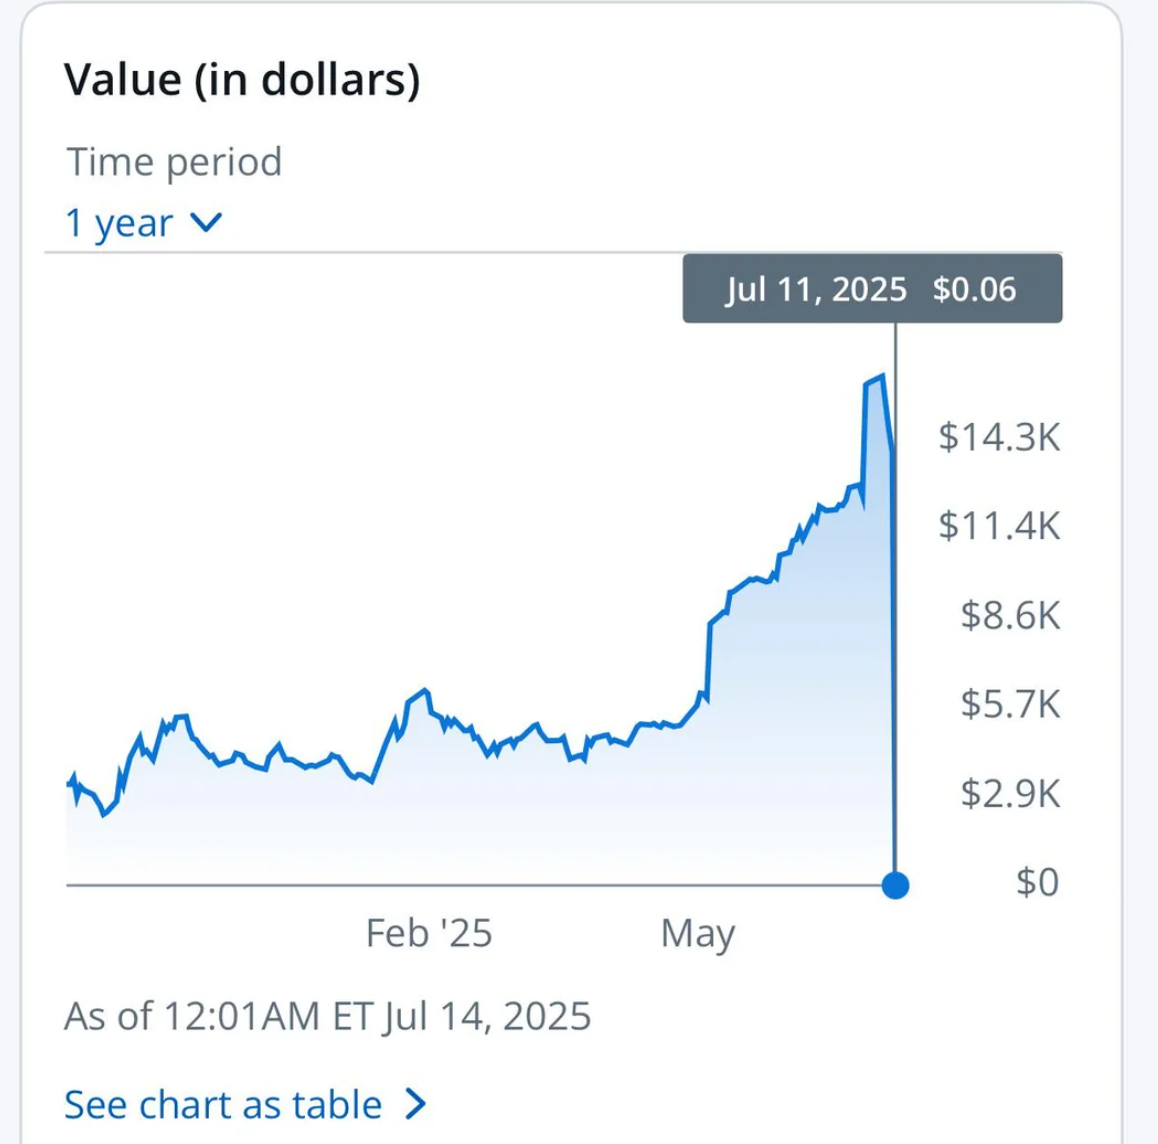 Value (in dollars)
Time period
1 year
Jul 11, 2025 $0.06
$14.3K
$11.4K
$8.6K
$5.7K
$2.9K
$0
Feb '25 May
As of 12:01AM ET Jul 14, 2025
See chart as table